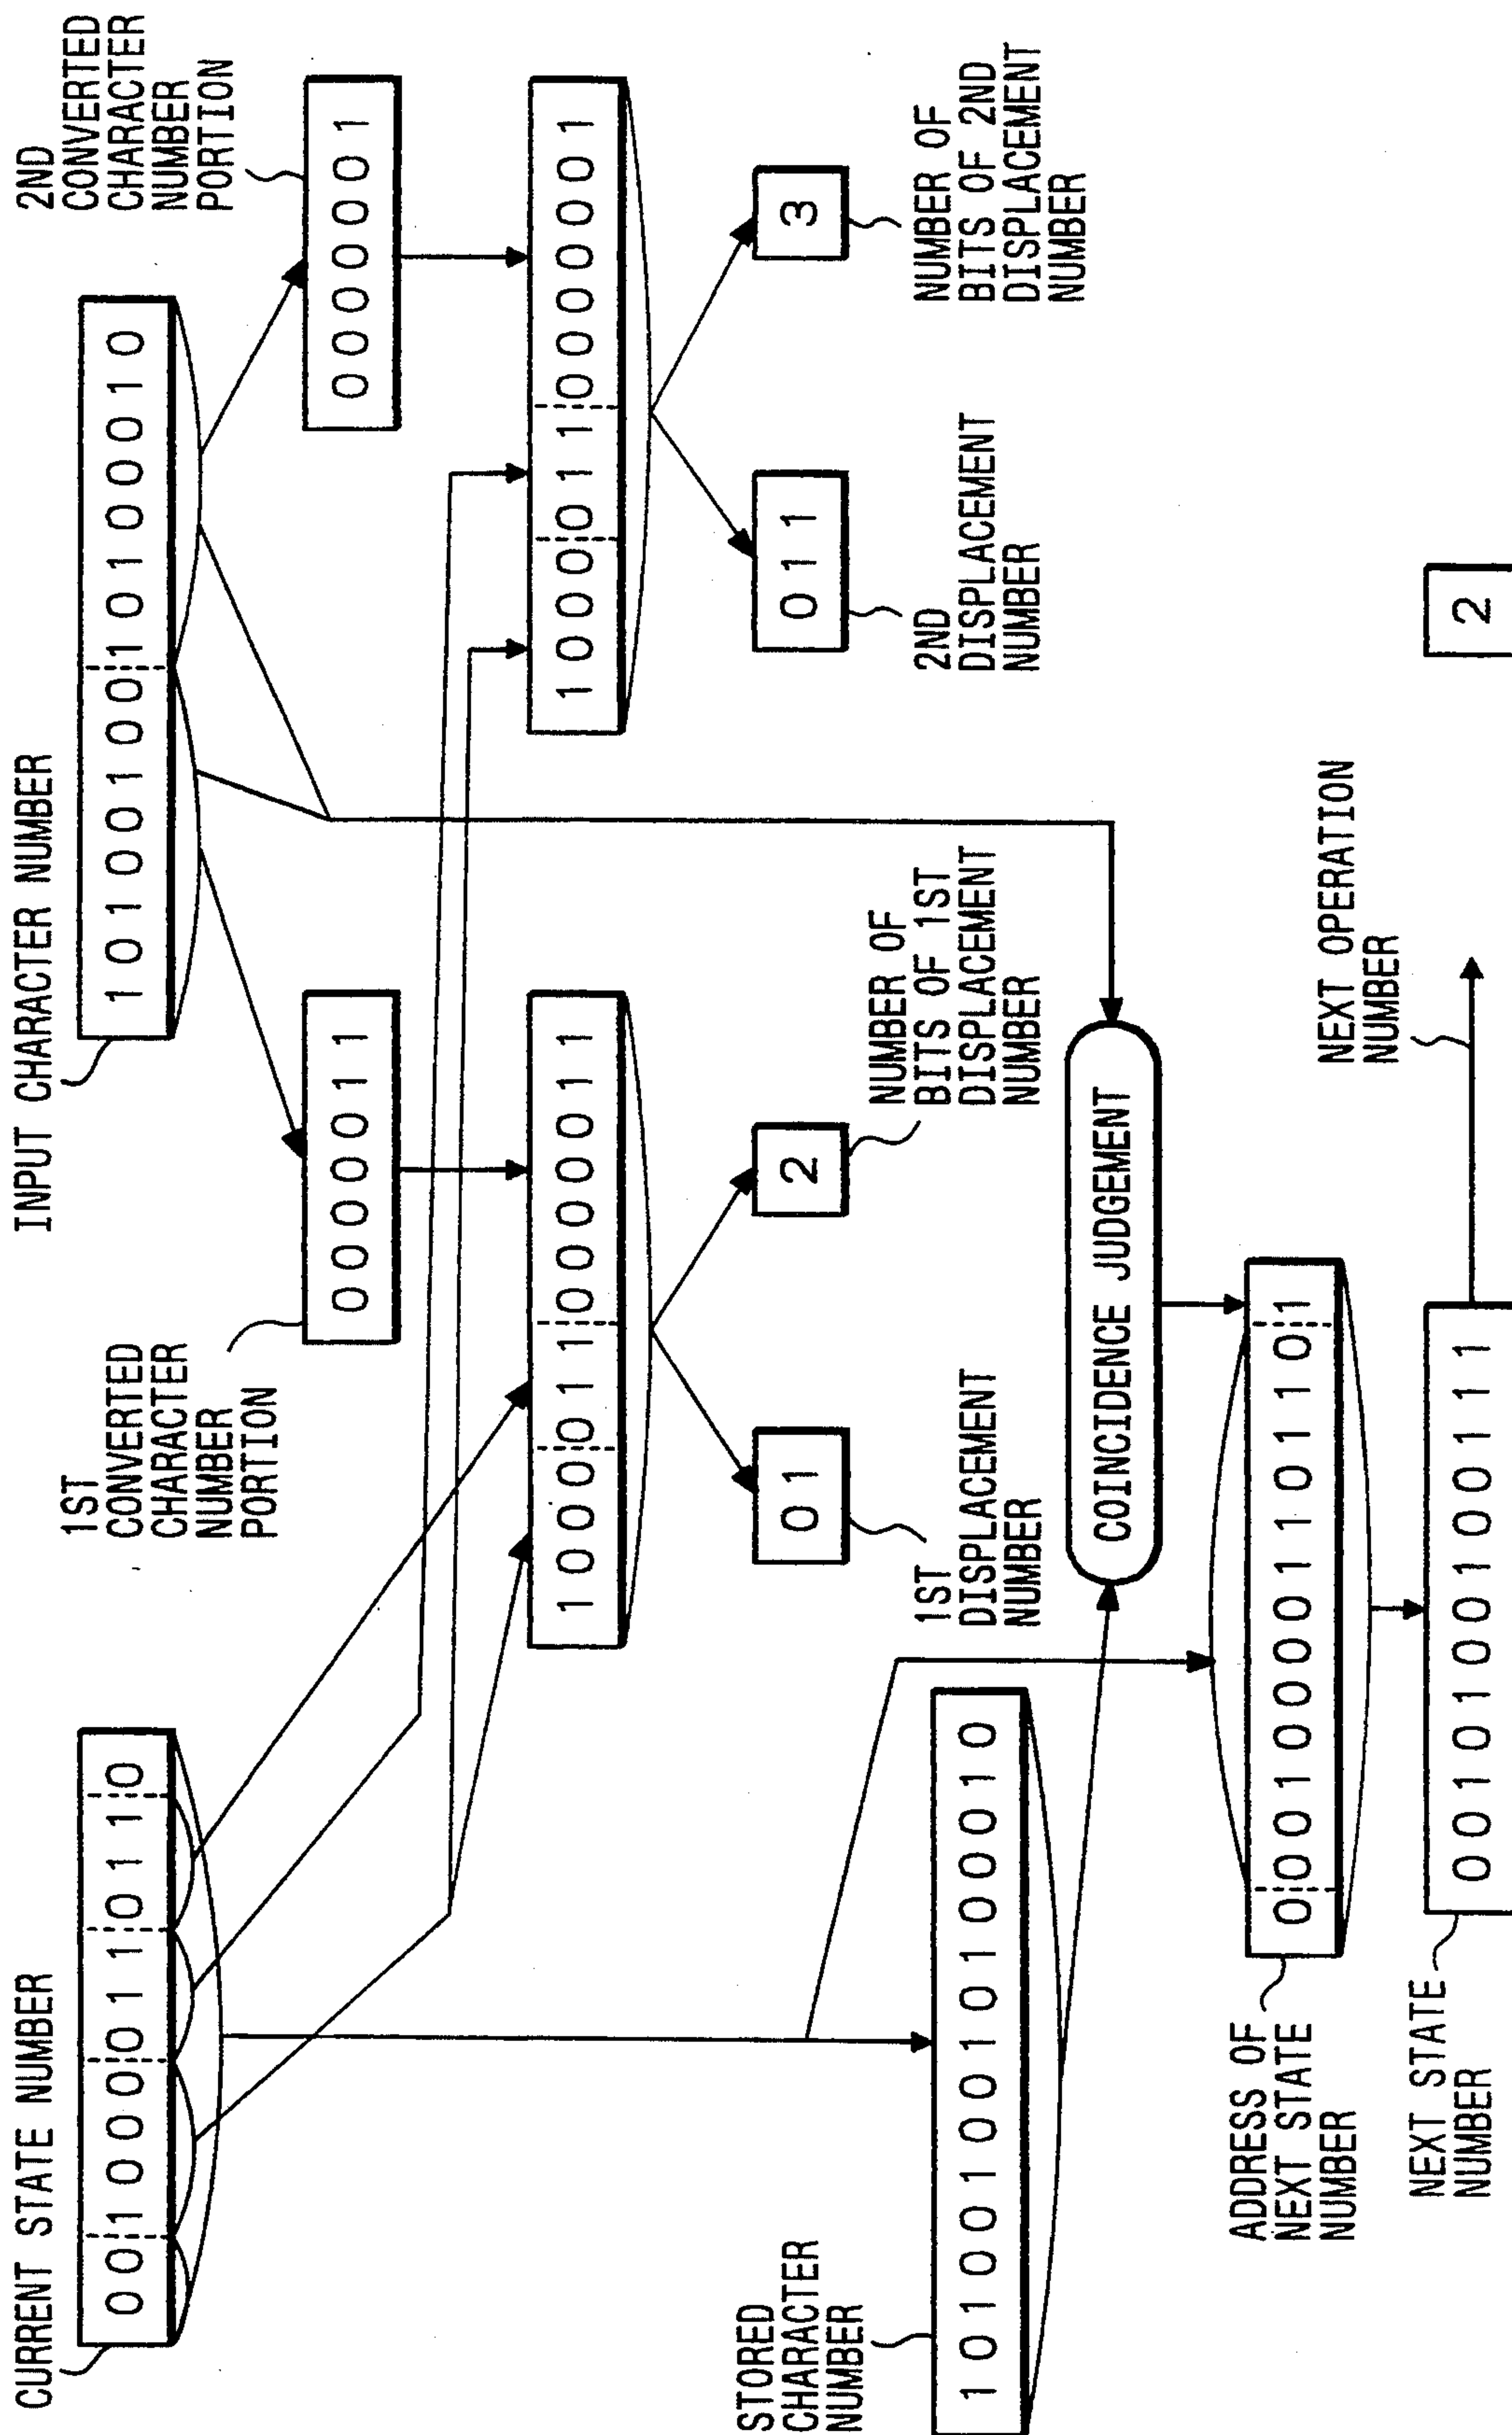 CURRENT STATE NUMBER
0 0 1 0 0 0 0 1 1 0 1 1 0
INPUT CHARACTER NUMBER
1 0 1 0 0 1 0 0 1 0 1 0 0 0 1 0
1ST
CONVERTED
CHARACTER
NUMBER
PORTION
0 0 0 0 0 1 1
2ND
CONVERTED
CHARACTER
NUMBER
PORTION
0 0 0 0 0 0 1
1 0 0 0 0 1 1 0 0 0 0 0 1 1
1 0 0 0 0 1 1 0 0 0 0 0 0 1
0 1
1ST
DISPLACEMENT
NUMBER
2
NUMBER OF
BITS OF 1ST
DISPLACEMENT
NUMBER
0 1 1
2ND
DISPLACEMENT
NUMBER
3
NUMBER OF
BITS OF 2ND
DISPLACEMENT
NUMBER
STORED
CHARACTER
NUMBER
1 0 1 0 0 1 0 0 1 0 1 0 0 0 1 0
COINCIDENCE JUDGEMENT
ADDRESS OF
NEXT STATE
NUMBER
0 0 0 1 0 0 0 0 1 1 0 1 1 0 1
NEXT STATE
NUMBER
0 0 1 0 1 0 0 1 0 0 1 1 1
NEXT OPERATION
NUMBER
2